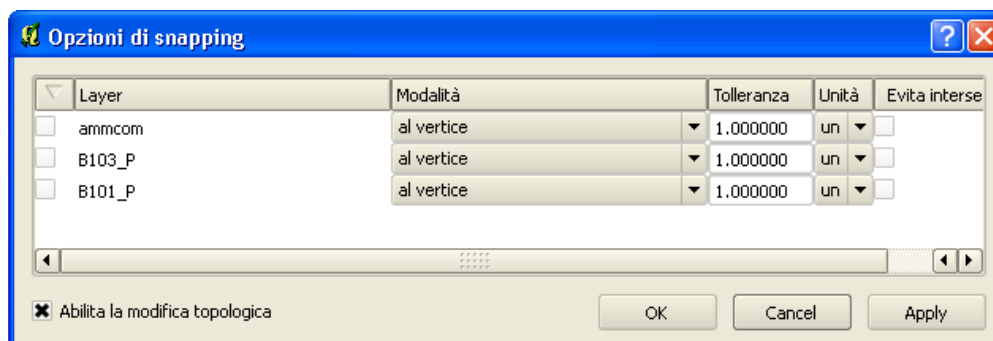 Opzioni di snapping
Layer Modalità Tolleranza Unità Evita interse
ammcom al vertice 1.000000 un
B103_P al vertice 1.000000 un
B101_P al vertice 1.000000 un
Abilita la modifica topologica OK Cancel Apply